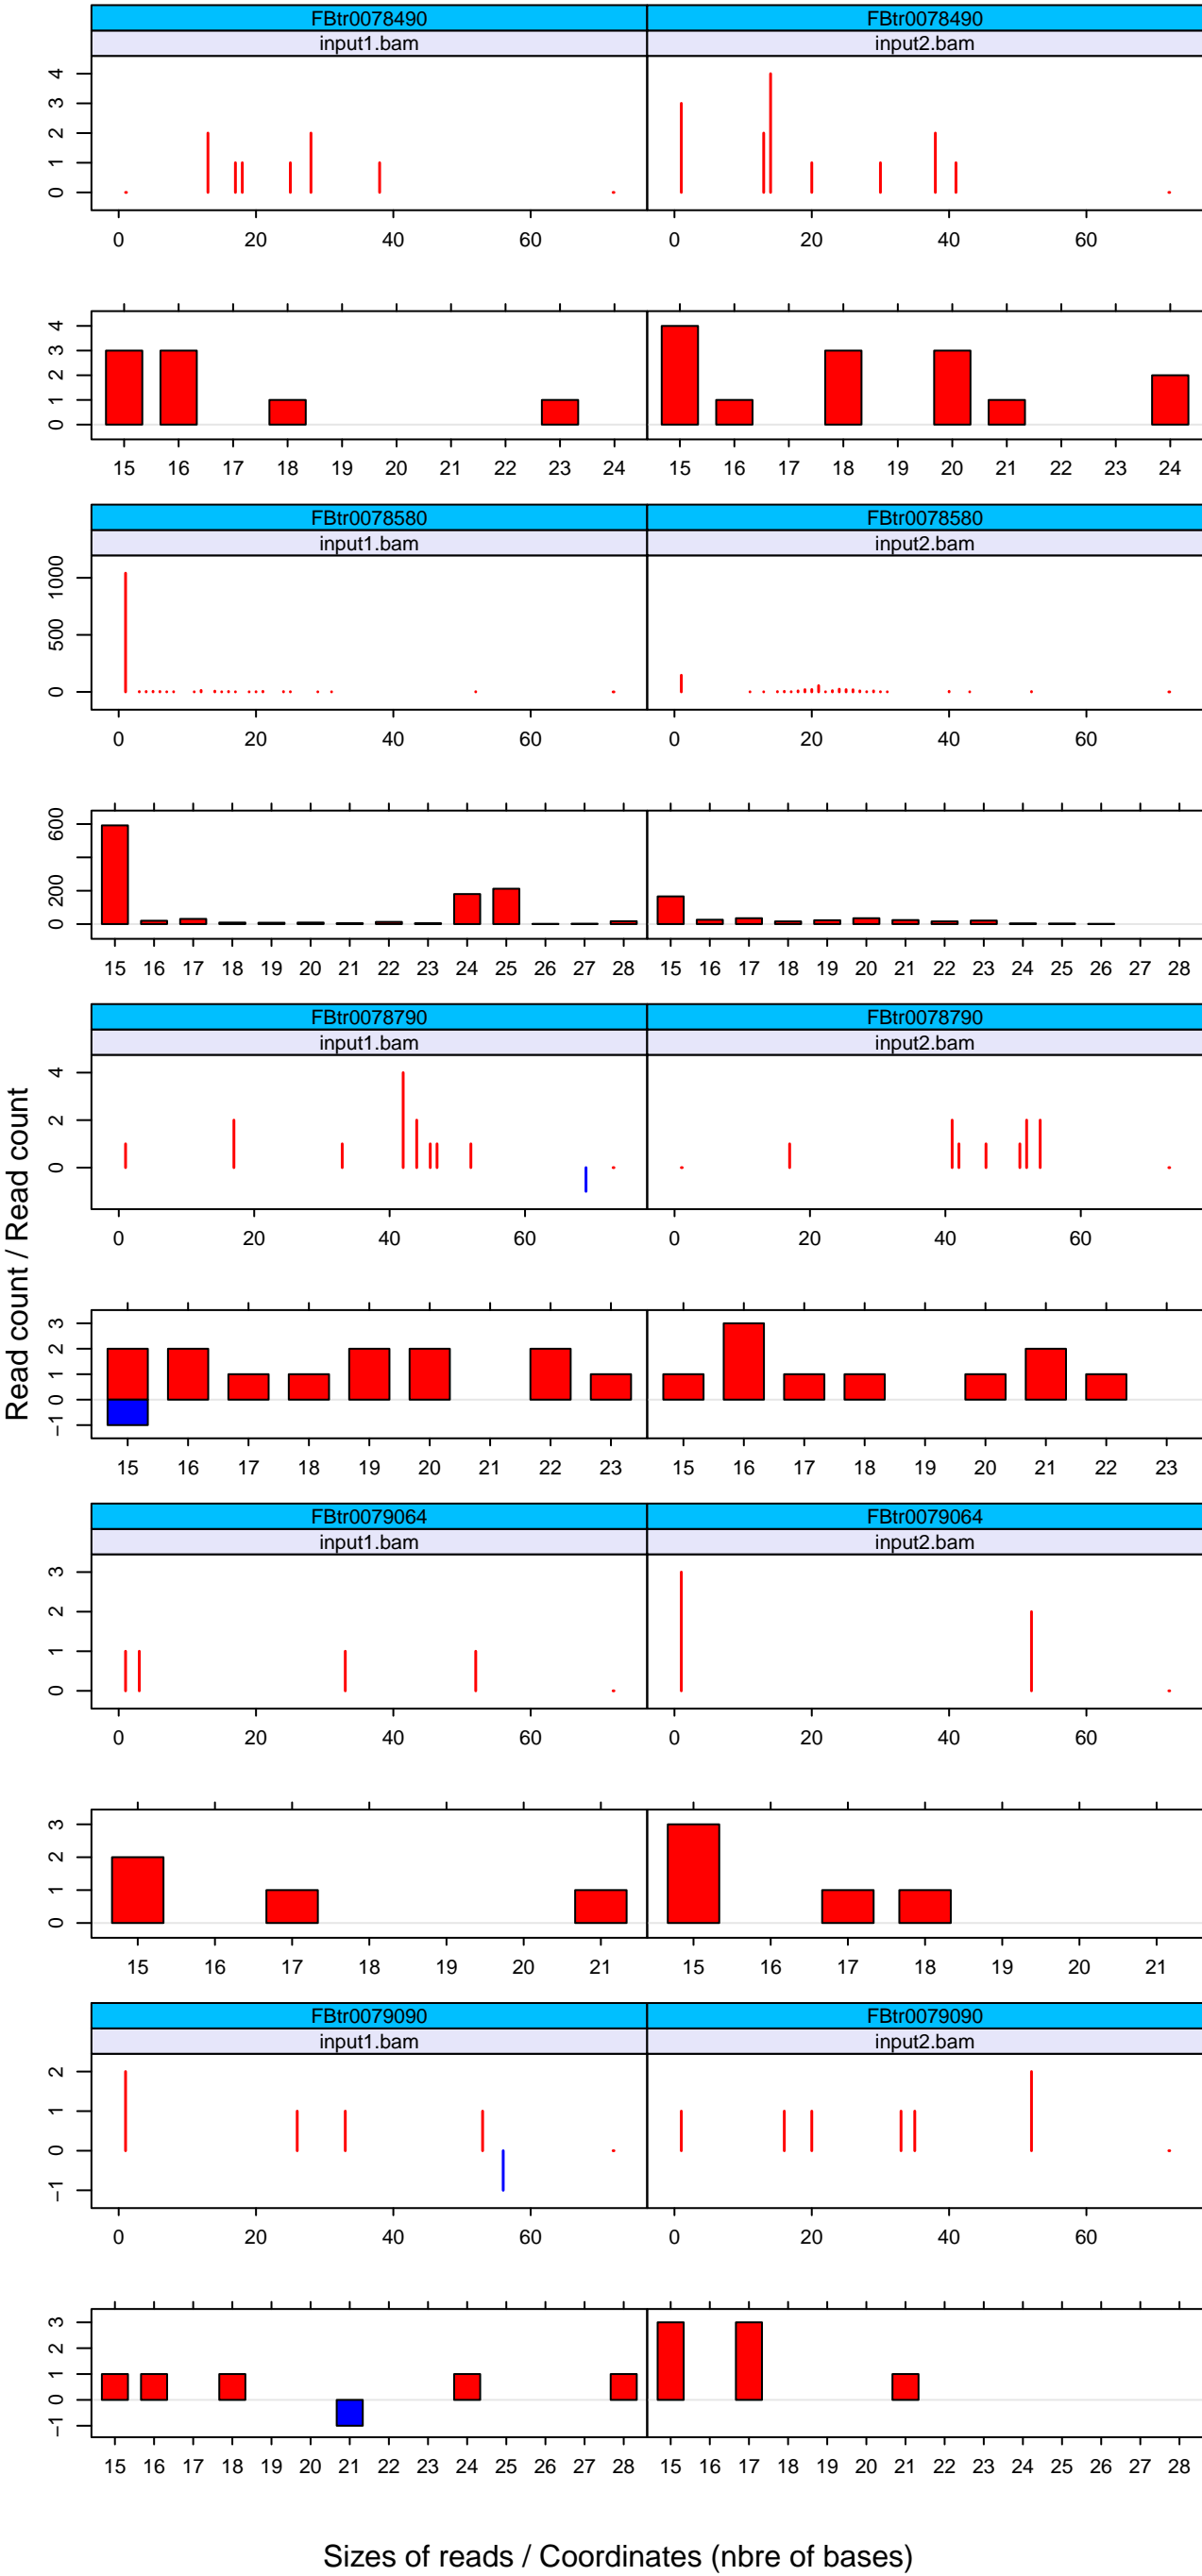 FBtr0078490 FBtr0078490
input1.bam input2.bam
4
3
2
1
0
0 20 40 60 0 20 40 60
4
3
2
1
0
15 16 17 18 19 20 21 22 23 24 15 16 17 18 19 20 21 22 23 24
FBtr0078580 FBtr0078580
input1.bam input2.bam
1000
500
0
0 20 40 60 0 20 40 60
600
200
0
15 16 17 18 19 20 21 22 23 24 25 26 27 28 15 16 17 18 19 20 21 22 23 24 25 26 27 28
FBtr0078790 FBtr0078790
input1.bam input2.bam
4
2
0
0 20 40 60 0 20 40 60
Read count / Read count
3
2
1
0
−1
15 16 17 18 19 20 21 22 23 15 16 17 18 19 20 21 22 23
FBtr0079064 FBtr0079064
input1.bam input2.bam
3
2
1
0
0 20 40 60 0 20 40 60
3
2
1
0
15 16 17 18 19 20 21 15 16 17 18 19 20 21
FBtr0079090 FBtr0079090
input1.bam input2.bam
2
1
0
−1
0 20 40 60 0 20 40 60
3
2
1
0
−1
15 16 17 18 19 20 21 22 23 24 25 26 27 28 15 16 17 18 19 20 21 22 23 24 25 26 27 28
Sizes of reads / Coordinates (nbre of bases)